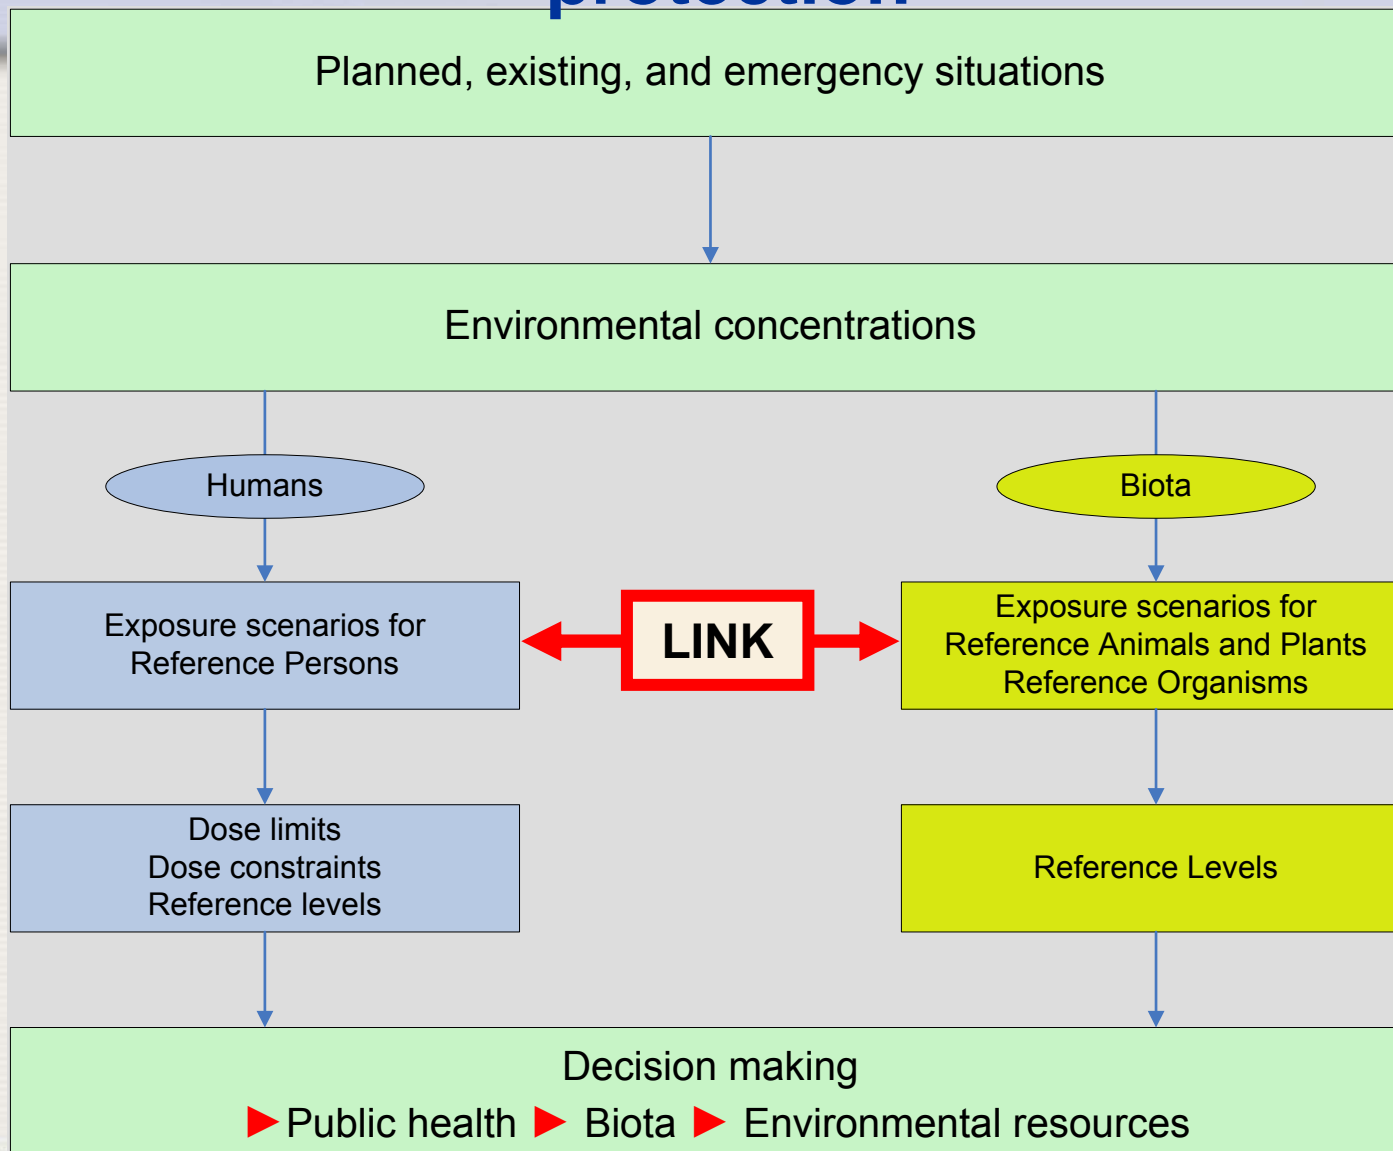 protection
Planned, existing, and emergency situations
Environmental concentrations
Humans
Biota
Exposure scenarios for
Reference Persons
LINK
Exposure scenarios for
Reference Animals and Plants
Reference Organisms
Dose limits
Dose constraints
Reference levels
Reference Levels
Decision making
►Public health ► Biota ► Environmental resources